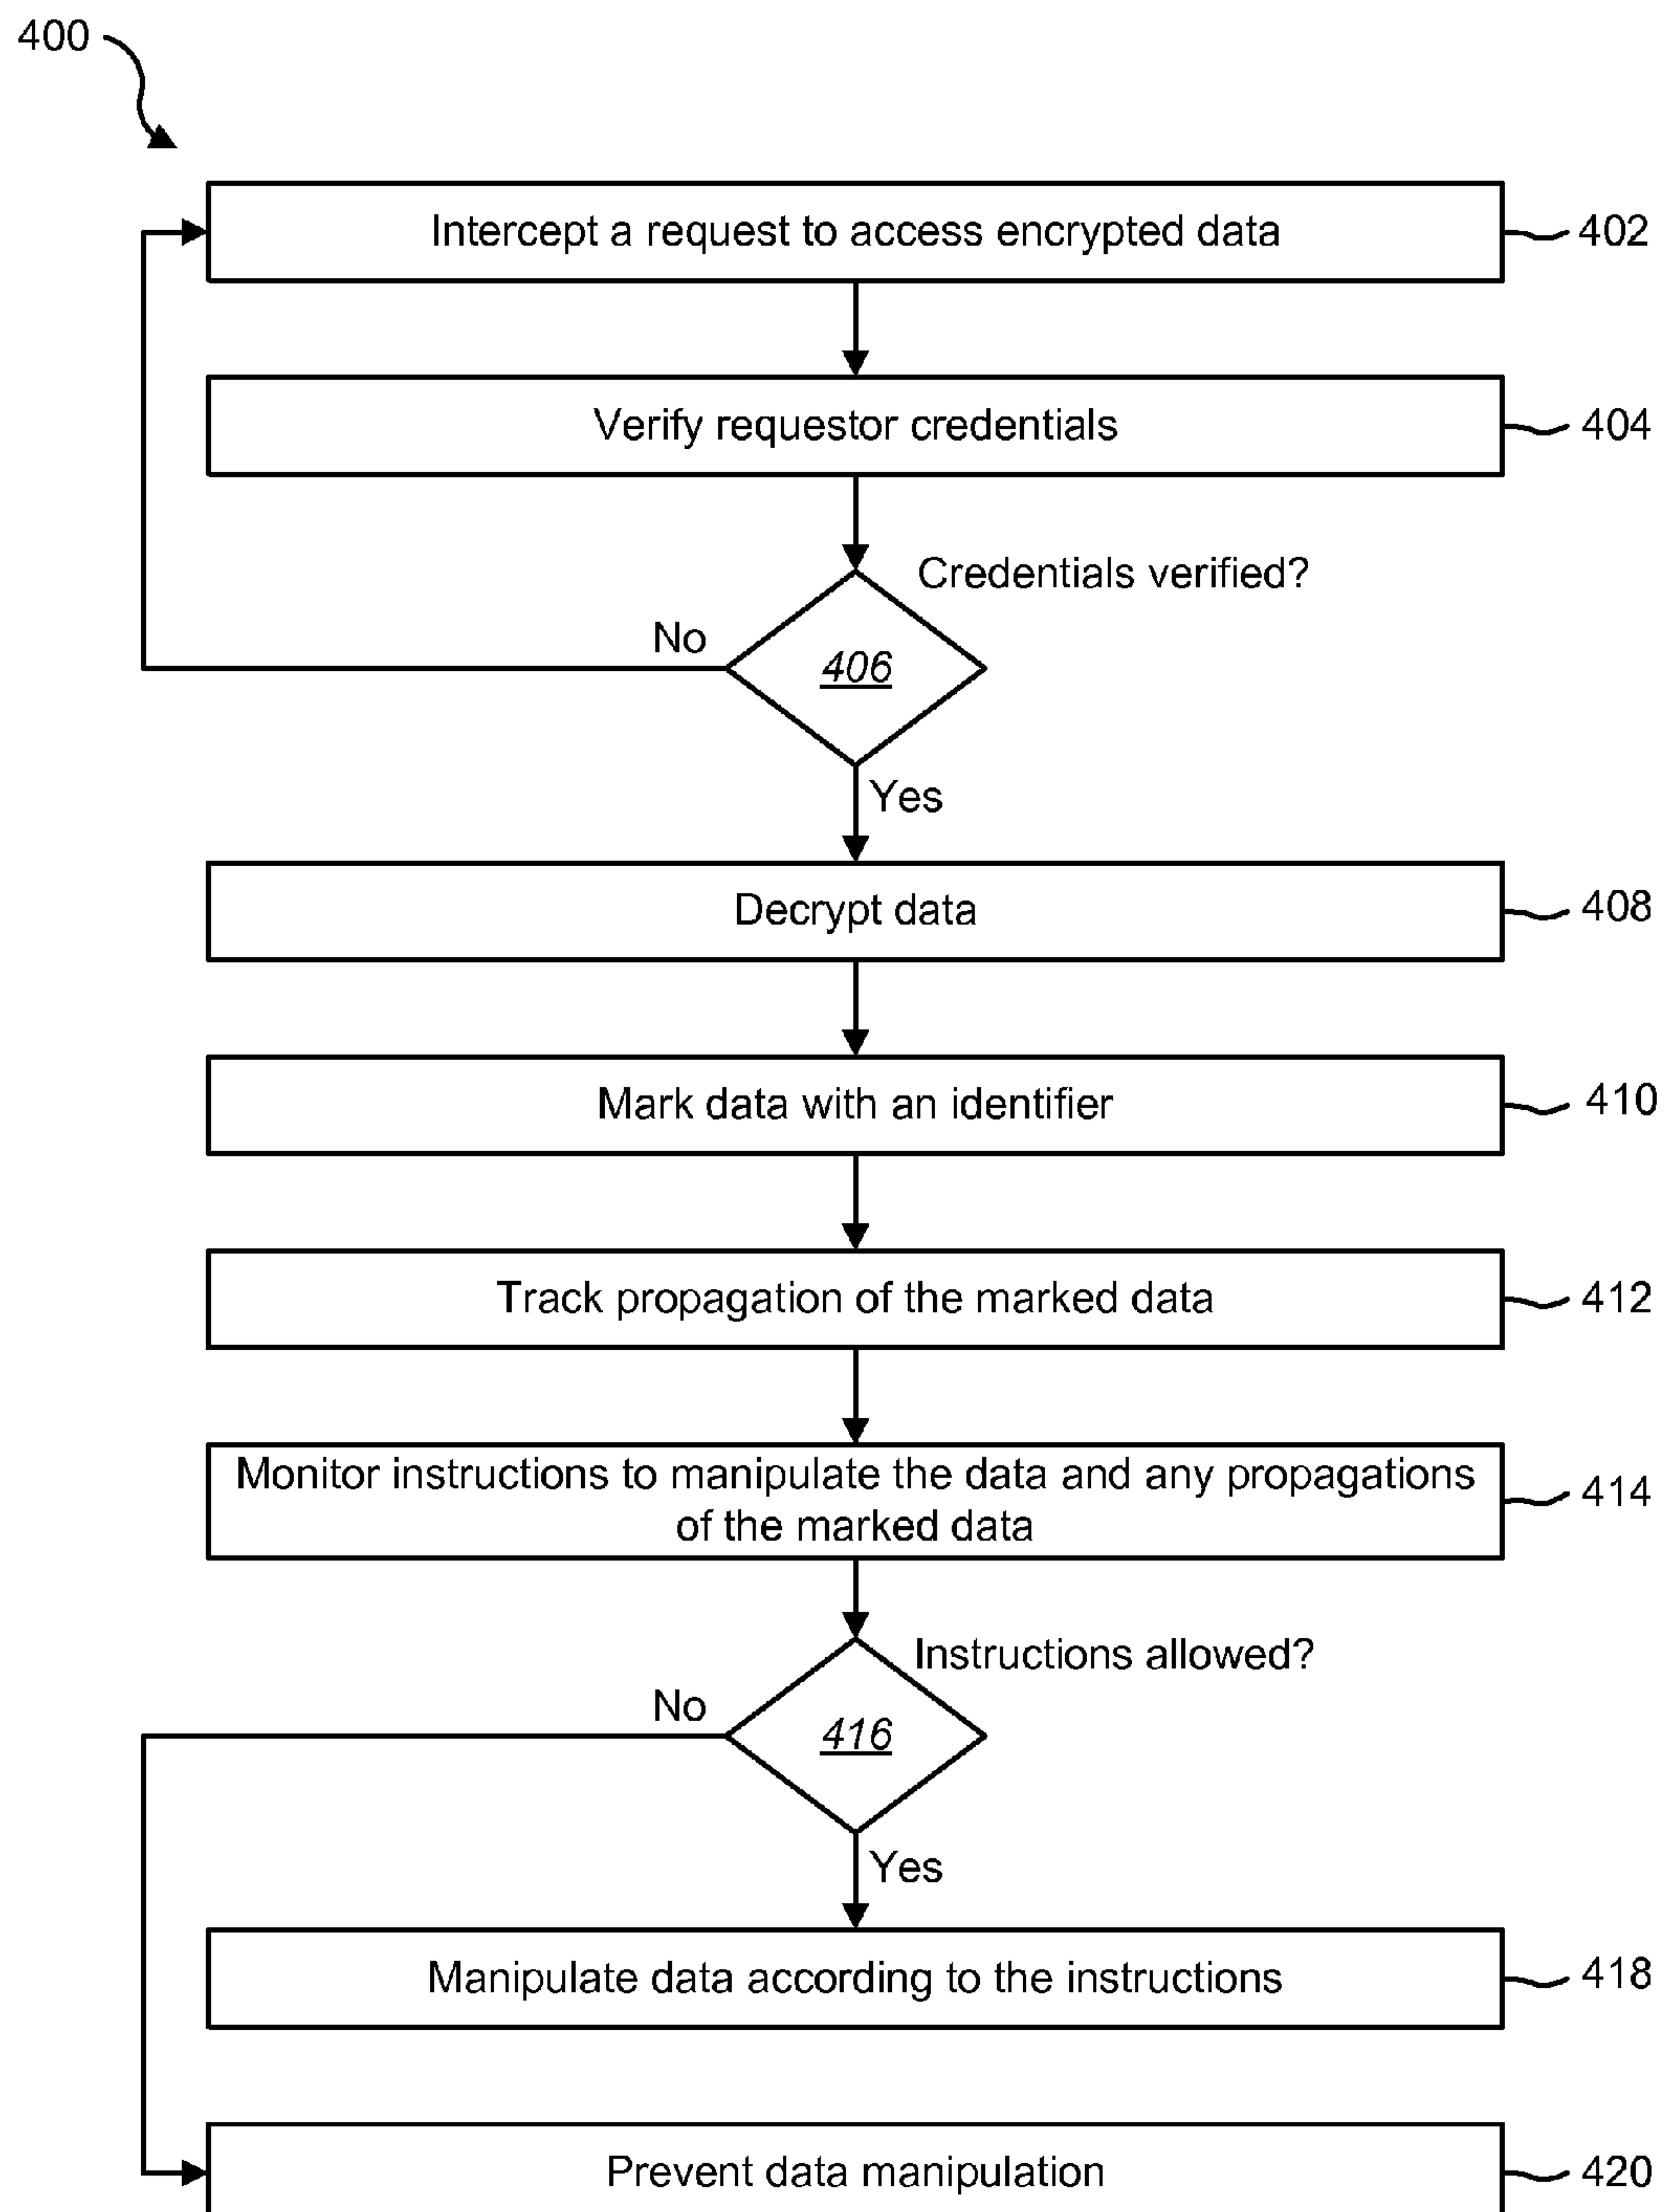 400
Intercept a request to access encrypted data
402
Verify requestor credentials
404
Credentials verified?
No
406
Yes
Decrypt data
408
Mark data with an identifier
410
Track propagation of the marked data
412
Monitor instructions to manipulate the data and any propagations
of the marked data
414
Instructions allowed?
No
416
Yes
Manipulate data according to the instructions
418
Prevent data manipulation
420